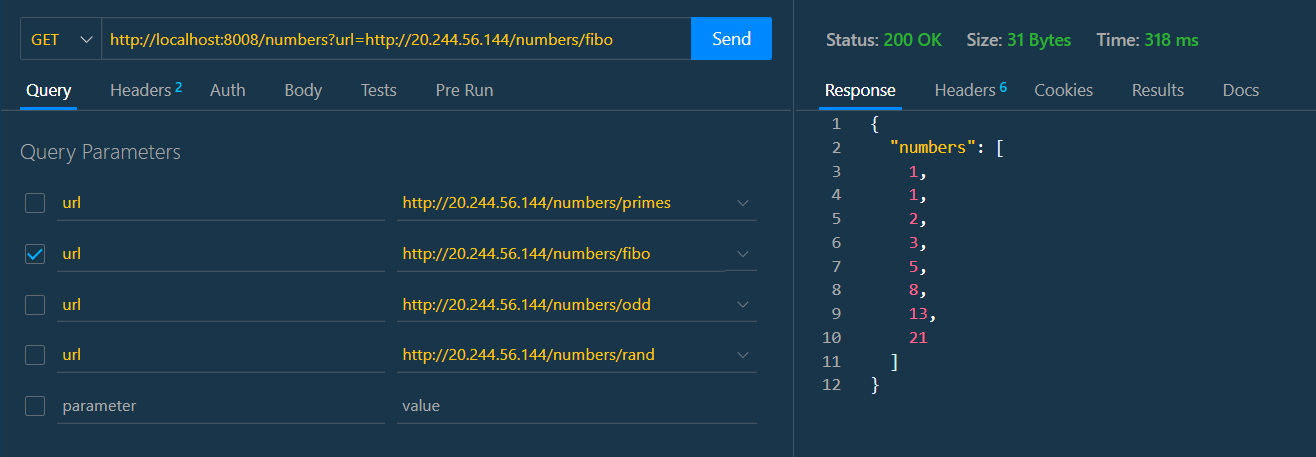 GET http://localhost:8008/numbers?url=http://20.244.56.144/numbers/fibo Send
Query Headers 2 Auth Body Tests Pre Run
Query Parameters
url http://20.244.56.144/numbers/primes
url http://20.244.56.144/numbers/fibo
url http://20.244.56.144/numbers/odd
url http://20.244.56.144/numbers/rand
parameter value
Status: 200 OK Size: 31 Bytes Time: 318 ms
Response Headers 6 Cookies Results Docs
1 {
2 "numbers": [
3 1,
4 1,
5 2,
6 3,
7 5,
8 8,
9 13,
10 21
11 ]
12 }